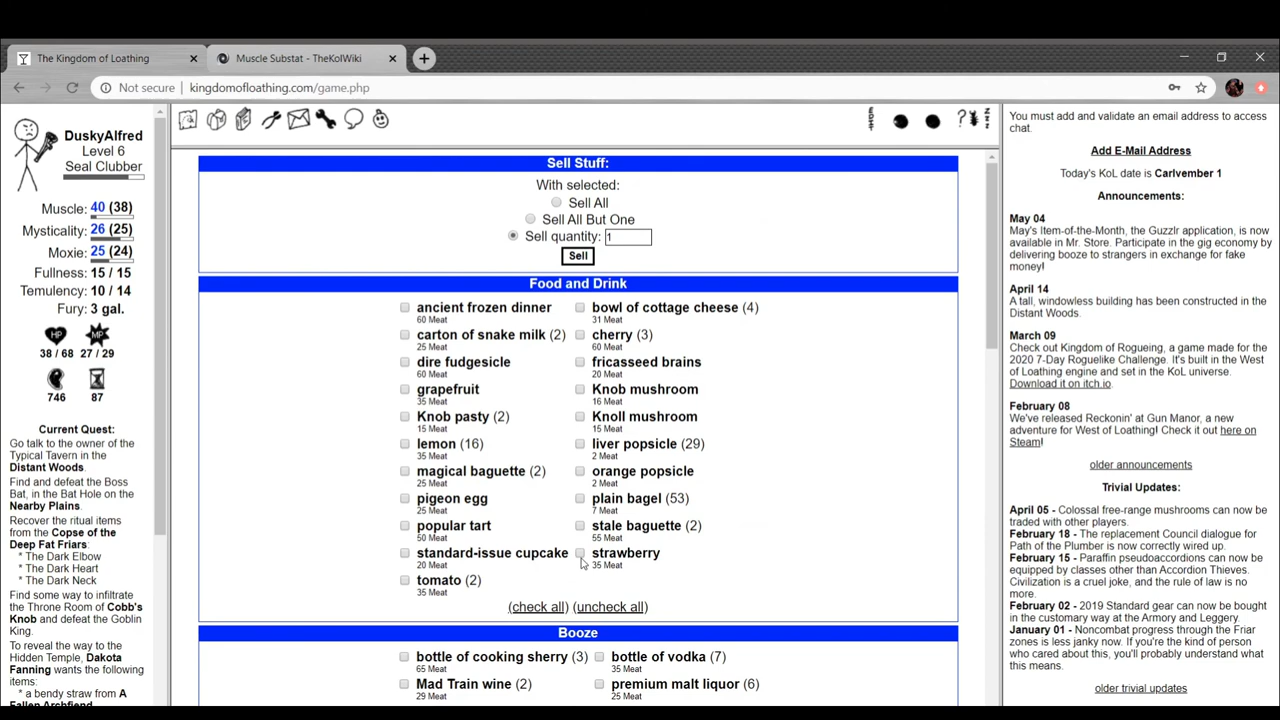 The Kingdom of Loathing
Muscle Substat - TheKolWiki
Not secure
kingdomofloathing.com/game.php
DuskyAlfred
Level 6
Seal Clubber
Muscle: 40 (38)
Mysticality: 26 (25)
Moxie: 25 (24)
Fullness: 15 / 15
Temulency: 10 / 14
Fury: 3 gal.
HP MP
38 / 68 27 / 29
746 87
Current Quest:
Go talk to the owner of the
Typical Tavern in the
Distant Woods.
Find and defeat the Boss
Bat, in the Bat Hole on the
Nearby Plains.
Recover the ritual items
from the Copse of the
Deep Fat Friars:
* The Dark Elbow
* The Dark Heart
* The Dark Neck
Find some way to infiltrate
the Throne Room of Cobb's
Knob and defeat the Goblin
King.
To reveal the way to the
Hidden Temple, Dakota
Fanning wants the following
items:
* a bendy straw from A
Fallen Archfiend
Sell Stuff:
With selected:
Sell All
Sell All But One
Sell quantity: 1
Sell
Food and Drink
ancient frozen dinner
60 Meat
bowl of cottage cheese (4)
31 Meat
carton of snake milk (2)
25 Meat
cherry (3)
60 Meat
dire fudgesicle
60 Meat
fricasseed brains
20 Meat
grapefruit
35 Meat
Knob mushroom
16 Meat
Knob pasty (2)
15 Meat
Knoll mushroom
15 Meat
lemon (16)
35 Meat
liver popsicle (29)
2 Meat
magical baguette (2)
25 Meat
orange popsicle
2 Meat
pigeon egg
25 Meat
plain bagel (53)
7 Meat
popular tart
50 Meat
stale baguette (2)
55 Meat
standard-issue cupcake
20 Meat
strawberry
35 Meat
tomato (2)
35 Meat
(check all) (uncheck all)
Booze
bottle of cooking sherry (3)
65 Meat
bottle of vodka (7)
35 Meat
Mad Train wine (2)
29 Meat
premium malt liquor (6)
25 Meat
You must add and validate an email address to access
chat.
Add E-Mail Address
Today's KoL date is Carlvember 1
Announcements:
May 04
May's Item-of-the-Month, the Guzzlr application, is now
available in Mr. Store. Participate in the gig economy by
delivering booze to strangers in exchange for fake
money!
April 14
A tall, windowless building has been constructed in the
Distant Woods.
March 09
Check out Kingdom of Rogueing, a game made for the
2020 7-Day Roguelike Challenge. It's built in the West
of Loathing engine and set in the KoL universe.
Download it on itch.io.
February 08
We've released Reckonin' at Gun Manor, a new
adventure for West of Loathing! Check it out here on
Steam!
older announcements
Trivial Updates:
April 05 - Colossal free-range mushrooms can now be
traded with other players.
February 18 - The replacement Council dialogue for
Path of the Plumber is now correctly wired up.
February 15 - Paraffin pseudoaccordions can now be
equipped by classes other than Accordion Thieves.
Civilization is a cruel joke, and the rule of law is no
more.
February 02 - 2019 Standard gear can now be bought
in the customary way at the Armory and Leggery.
January 01 - Noncombat progress through the Friar
zones is less janky now. If you're the kind of person
who cared about this, you'll probably understand what
this means.
older trivial updates